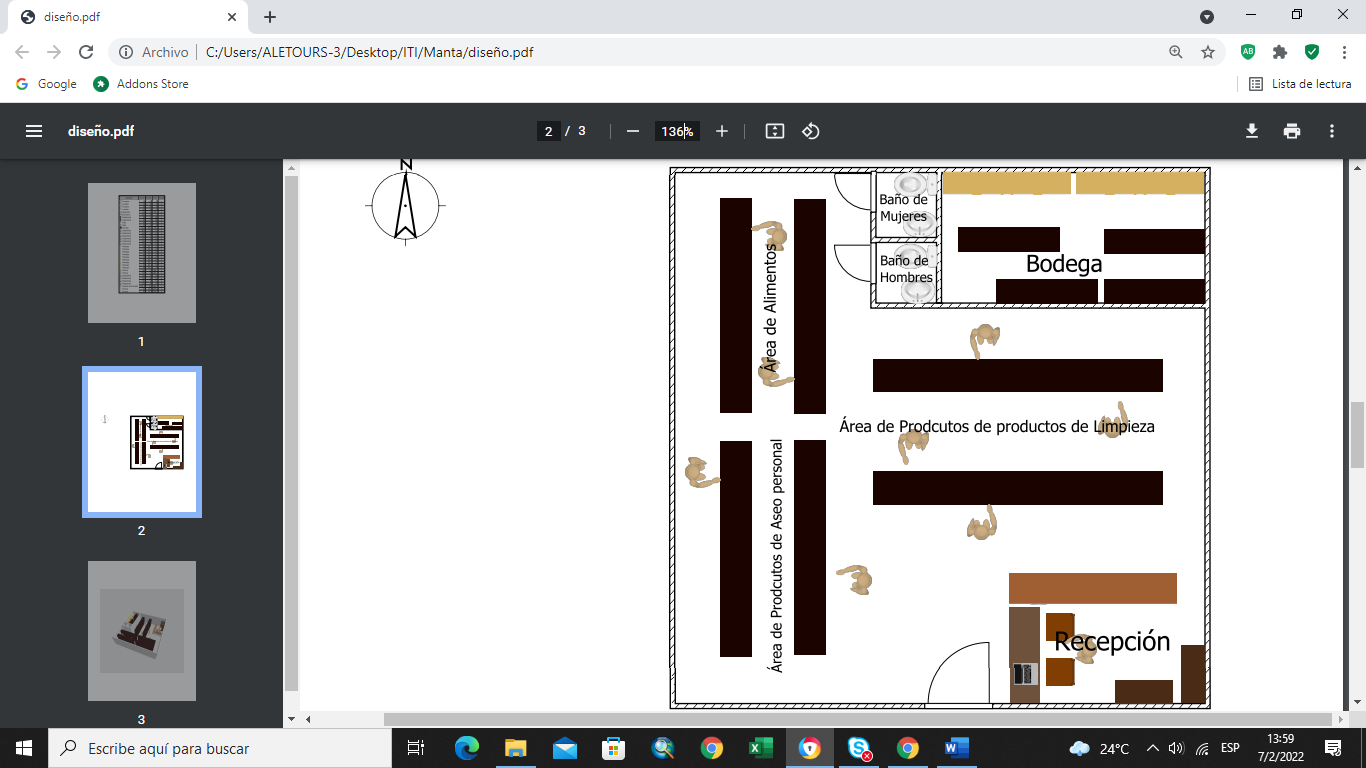 diseño.pdf
Archivo
C:/Users/ALETOURS-3/Desktop/ITI/Manta/diseño.pdf
Google
Addons Store
Lista de lectura
diseño.pdf
2 / 3
136%
1
2
3
N
Baño de
Mujeres
Baño de
Hombres
Bodega
Área de Alimentos
Área de Prodcutos de productos de Limpieza
Área de Prodcutos de Aseo personal
Recepción
Escribe aquí para buscar
24°C
ESP
13:59
7/2/2022